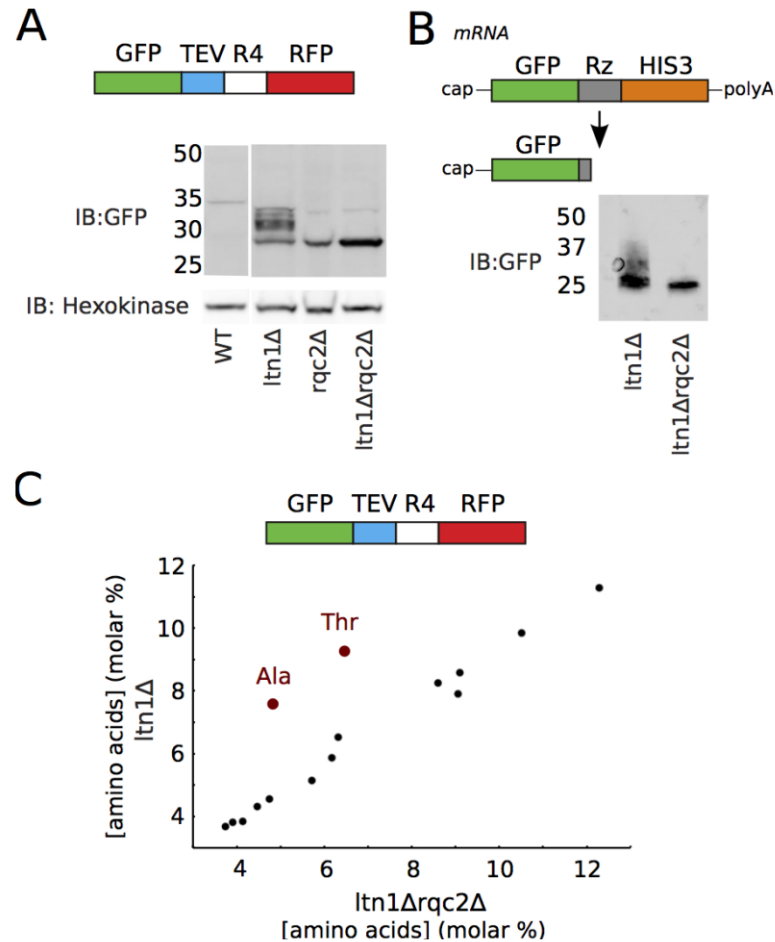 A
GFP TEV R4 RFP
50
35
30
25
IB:GFP
IB: Hexokinase
WT
ltn1Δ
rqc2Δ
ltn1Δrqc2Δ
B
mRNA
GFP Rz HIS3
cap polyA
GFP
cap
50
37
25
IB:GFP
ltn1Δ
ltn1Δrqc2Δ
C
GFP TEV R4 RFP
[amino acids] (molar %)
ltn1Δ
12
10
8
6
4
Thr
Ala
4 6 8 10 12
ltn1Δrqc2Δ
[amino acids] (molar %)